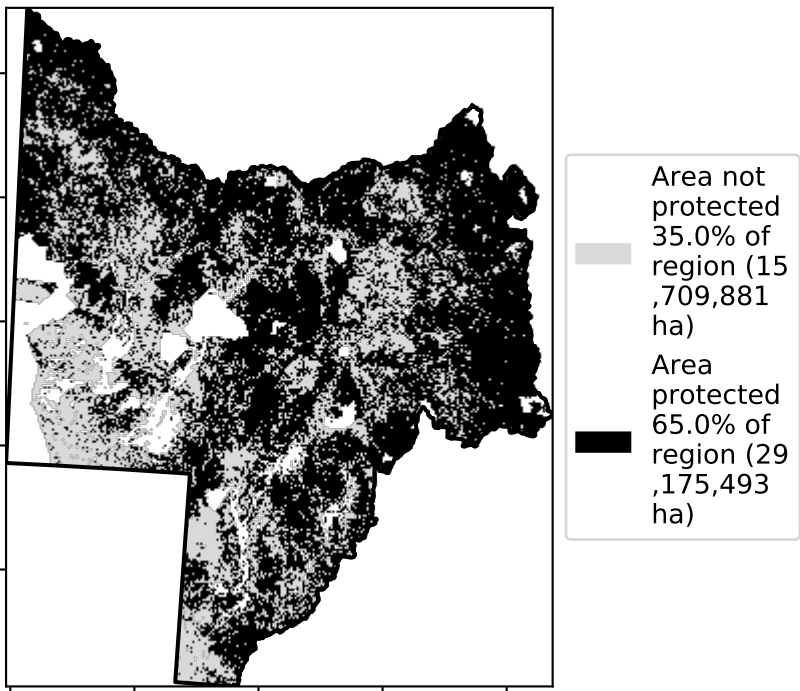 Area not
protected
35.0% of
region (15
,709,881
ha)
Area
protected
65.0% of
region (29
,175,493
ha)